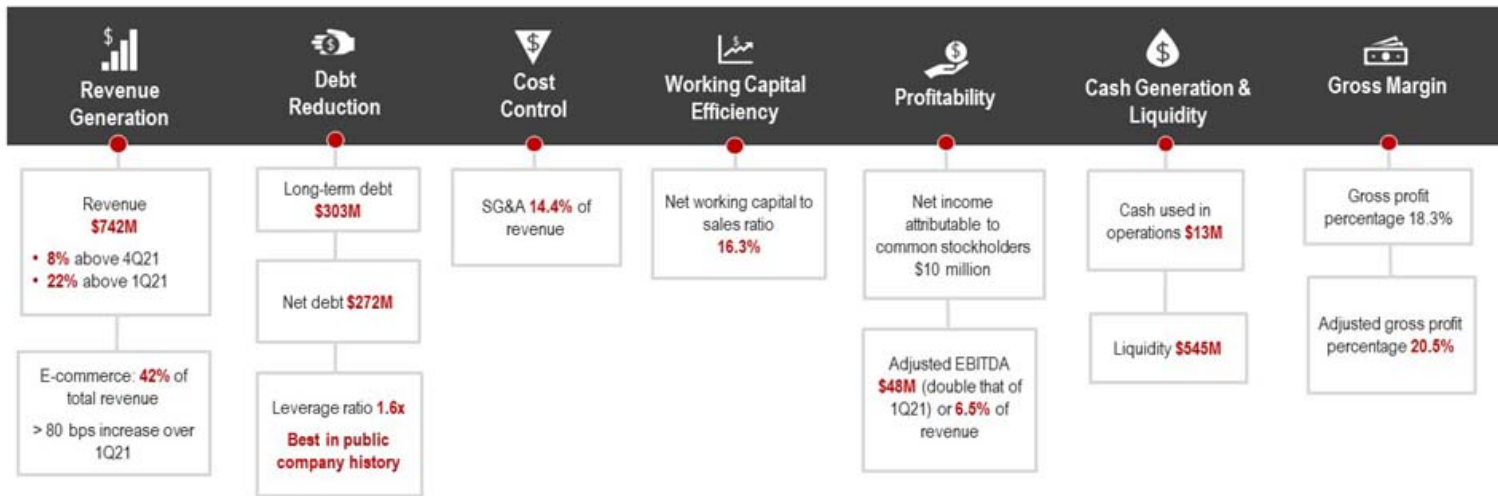 Revenue
Generation
Revenue
$742M
• 8% above 4Q21
• 22% above 1Q21
E-commerce: 42% of
total revenue
> 80 bps increase over
1Q21
Debt
Reduction
Long-term debt
$303M
Net debt $272M
Leverage ratio 1.6x
Best in public
company history
Cost
Control
SG&A 14.4% of
revenue
Working Capital
Efficiency
Net working capital to
sales ratio
16.3%
Profitability
Net income
attributable to
common stockholders
$10 million
Adjusted EBITDA
$48M (double that of
1Q21) or 6.5% of
revenue
Cash Generation &
Liquidity
Cash used in
operations $13M
Liquidity $545M
Gross Margin
Gross profit
percentage 18.3%
Adjusted gross profit
percentage 20.5%